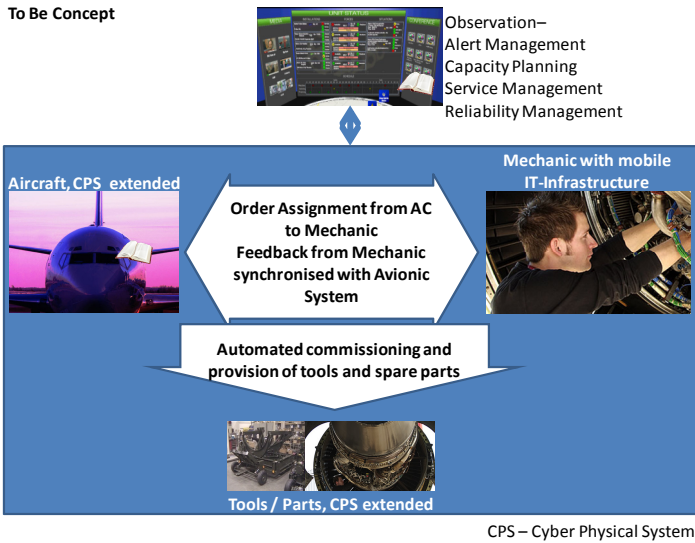 To Be Concept
UNIT STATUS
Observation–
Alert Management
Capacity Planning
Service Management
Reliability Management
Aircraft, CPS extended
Mechanic with mobile
IT-Infrastructure
Order Assignment from AC
to Mechanic
Feedback from Mechanic
synchronised with Avionic
System
Automated commissioning and
provision of tools and spare parts
Tools / Parts, CPS extended
CPS – Cyber Physical System